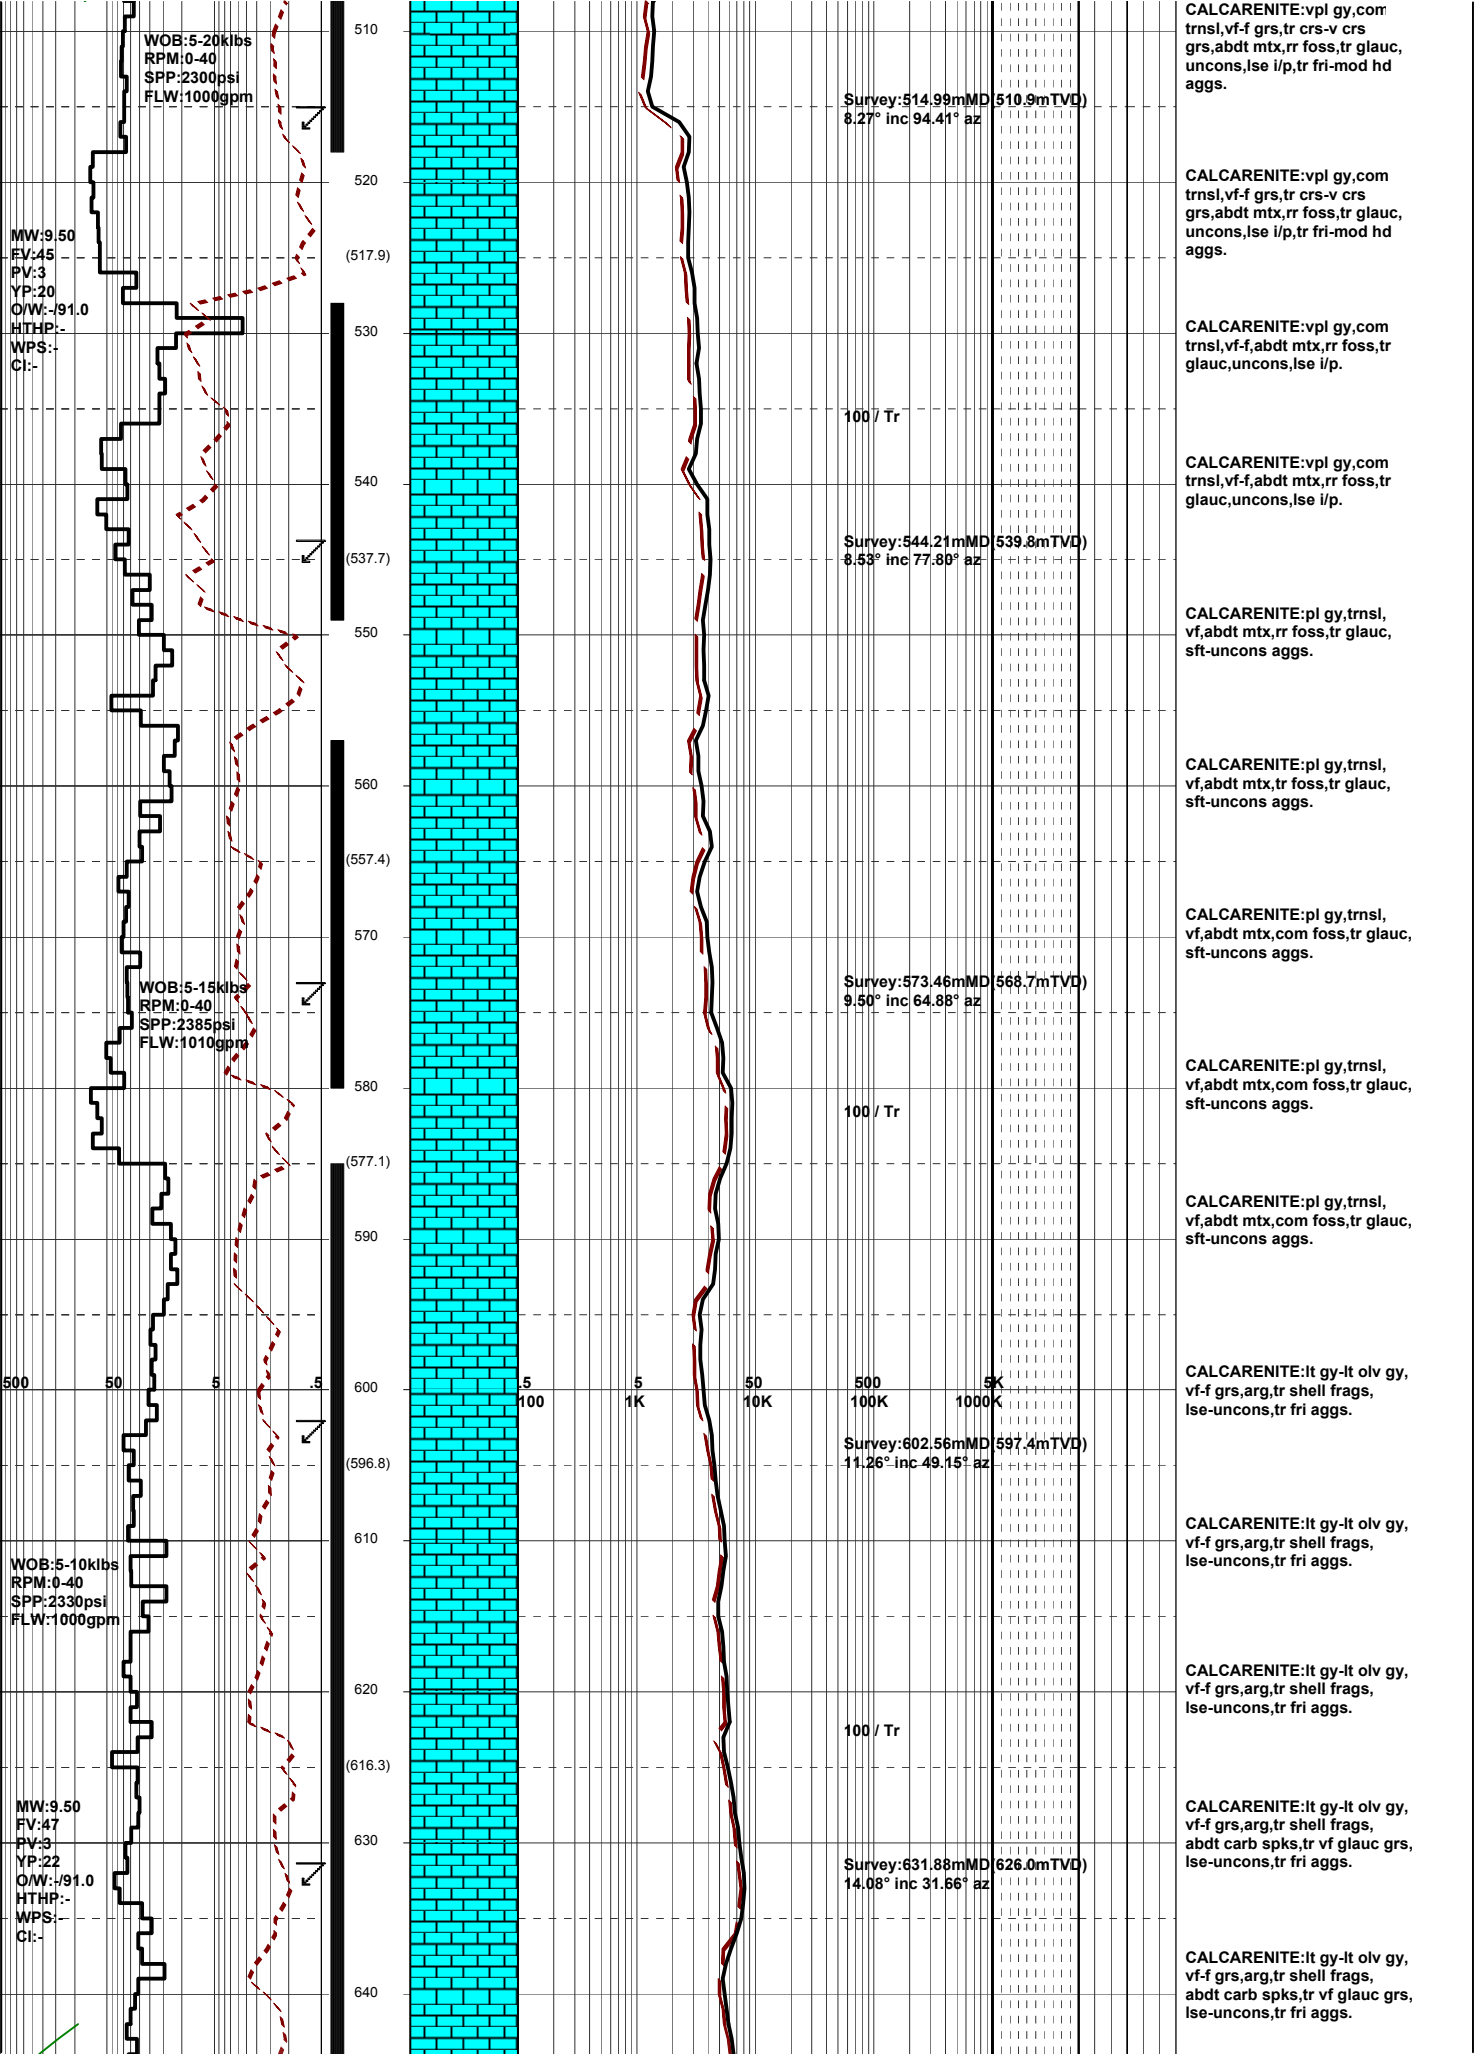 CALCARENITE:vpl gy,com
trnsl,vf-f grs,tr crs-v crs
grs,abdt mtx,rr foss,tr glauc,
uncons,lse i/p,tr fri-mod hd
aggs.
510
WOB:5-20klbs
RPM:0-40
SPP:2300psi
FLW:1000gpm
Survey:514.99mMD(510.9mTVD)
8.27° inc 94.41° az
520
CALCARENITE:vpl gy,com
trnsl,vf-f grs,tr crs-v crs
grs,abdt mtx,rr foss,tr glauc,
uncons,lse i/p,tr fri-mod hd
aggs.
MW:9.50
FV:45
PV:3
YP:20
O/W:-/91.0
HTHP:-
WPS:-
Cl:-
(517.9)
530
CALCARENITE:vpl gy,com
trnsl,vf-f,abdt mtx,rr foss,tr
glauc,uncons,lse i/p.
100 / Tr
540
CALCARENITE:vpl gy,com
trnsl,vf-f,abdt mtx,rr foss,tr
glauc,uncons,lse i/p.
Survey:544.21mMD(539.8mTVD)
8.53° inc 77.80° az
(537.7)
550
CALCARENITE:pl gy,trnsl,
vf,abdt mtx,rr foss,tr glauc,
sft-uncons aggs.
560
CALCARENITE:pl gy,trnsl,
vf,abdt mtx,tr foss,tr glauc,
sft-uncons aggs.
(557.4)
570
CALCARENITE:pl gy,trnsl,
vf,abdt mtx,com foss,tr glauc,
sft-uncons aggs.
WOB:5-15klbs
RPM:0-40
SPP:2385psi
FLW:1010gpm
Survey:573.46mMD(568.7mTVD)
9.50° inc 64.88° az
580
CALCARENITE:pl gy,trnsl,
vf,abdt mtx,com foss,tr glauc,
sft-uncons aggs.
100 / Tr
(577.1)
590
CALCARENITE:pl gy,trnsl,
vf,abdt mtx,com foss,tr glauc,
sft-uncons aggs.
500 50 5 .5 600 .5 5 50 500 5K
100 1K 10K 100K 1000K
CALCARENITE:lt gy-lt olv gy,
vf-f grs,arg,tr shell frags,
lse-uncons,tr fri aggs.
Survey:602.56mMD(597.4mTVD)
11.26° inc 49.15° az
(596.8)
610
CALCARENITE:lt gy-lt olv gy,
vf-f grs,arg,tr shell frags,
lse-uncons,tr fri aggs.
WOB:5-10klbs
RPM:0-40
SPP:2330psi
FLW:1000gpm
620
CALCARENITE:lt gy-lt olv gy,
vf-f grs,arg,tr shell frags,
lse-uncons,tr fri aggs.
100 / Tr
(616.3)
MW:9.50
FV:47
PV:3
YP:22
O/W:-/91.0
HTHP:-
WPS:-
Cl:-
630
CALCARENITE:lt gy-lt olv gy,
vf-f grs,arg,tr shell frags,
abdt carb spks,tr vf glauc grs,
lse-uncons,tr fri aggs.
Survey:631.88mMD(626.0mTVD)
14.08° inc 31.66° az
640
CALCARENITE:lt gy-lt olv gy,
vf-f grs,arg,tr shell frags,
abdt carb spks,tr vf glauc grs,
lse-uncons,tr fri aggs.